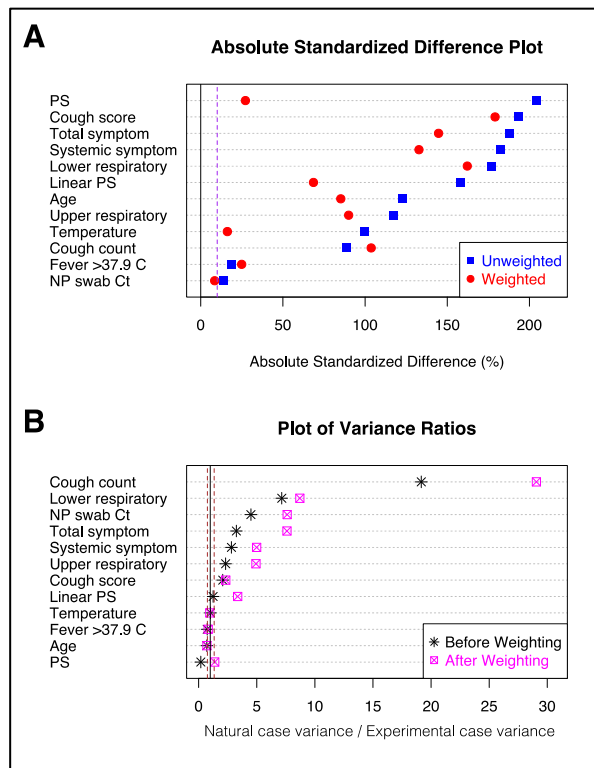 A
Absolute Standardized Difference Plot
PS
Cough score
Total symptom
Systemic symptom
Lower respiratory
Linear PS
Age
Upper respiratory
Temperature
Cough count
Fever >37.9 C
NP swab Ct
Unweighted
Weighted
0 50 100 150 200
Absolute Standardized Difference (%)
B
Plot of Variance Ratios
Cough count
Lower respiratory
NP swab Ct
Total symptom
Systemic symptom
Upper respiratory
Cough score
Linear PS
Temperature
Fever >37.9 C
Age
PS
Before Weighting
After Weighting
0 5 10 15 20 25 30
Natural case variance / Experimental case variance